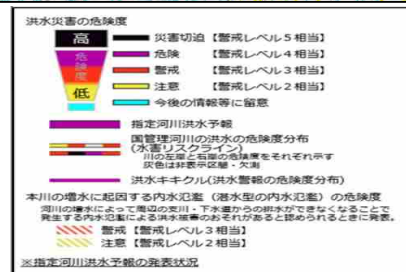 洪水災害の危険度
高
危険度
低
災害切迫【警戒レベル5相当】
危険【警戒レベル4相当】
警戒【警戒レベル3相当】
注意【警戒レベル2相当】
今後の情報等に留意
指定河川洪水予報
国管理河川の洪水の危険度分布
(水害リスクライン)
川の左岸と右岸の危険度をそれぞれ示す
灰色は非表示区間・欠測
洪水キキクル(洪水警報の危険度分布)
本川の増水に起因する内水氾濫(湛水型の内水氾濫)の危険度
河川の増水によって周辺の支川・下水道からの排水ができなくなることで
発生する内水氾濫による浸水被害のおそれがあると認められるときに発表。
警戒【警戒レベル3相当】
注意【警戒レベル2相当】
※指定河川洪水予報の発表状況